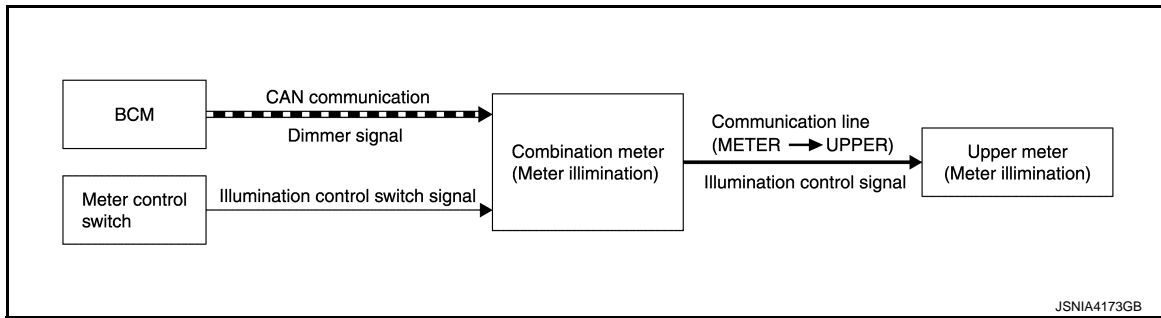 BCM
CAN communication
Dimmer signal
Meter control
switch
Illumination control switch signal
Combination meter
(Meter illimination)
Communication line
(METER → UPPER)
Illumination control signal
Upper meter
(Meter illimination)
JSNIA4173GB